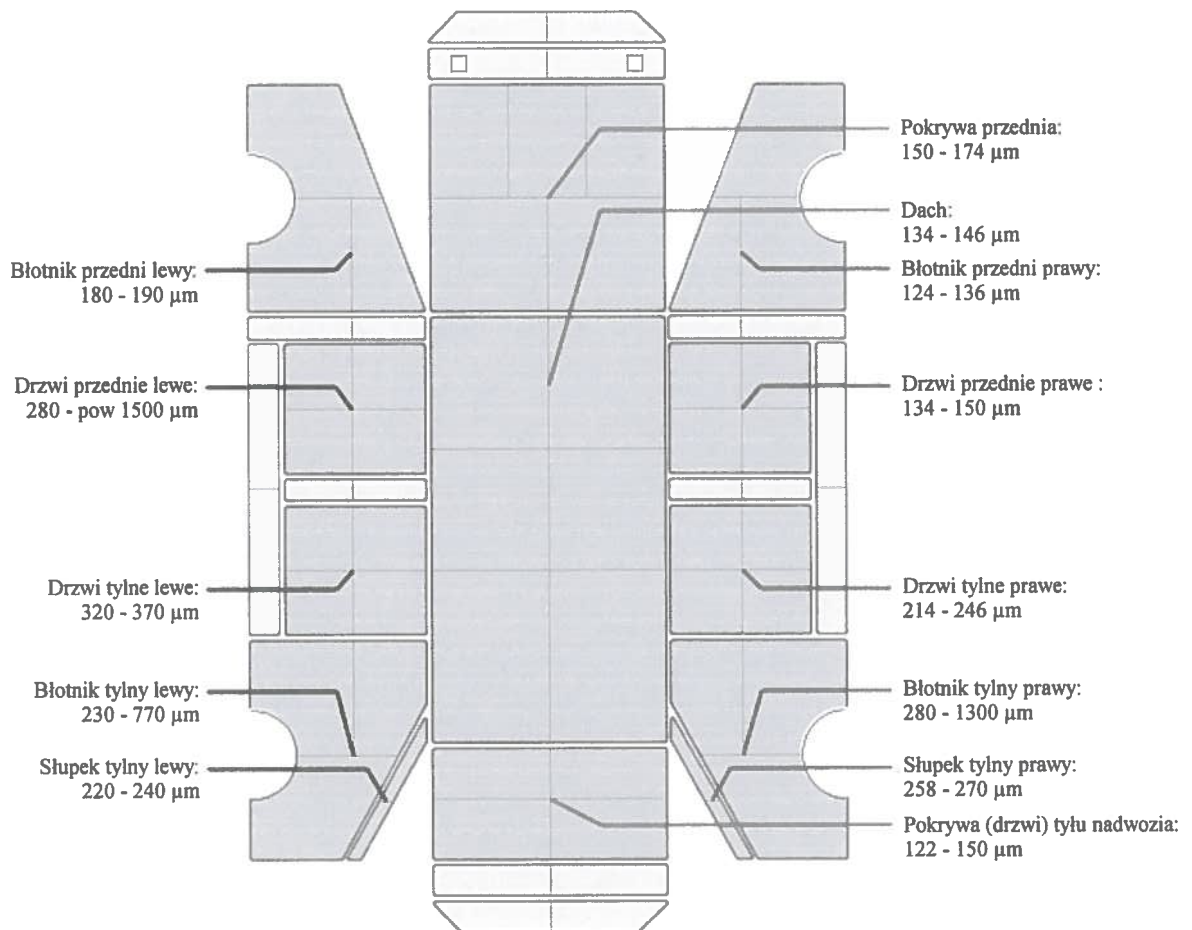 Pokrywa przednia:
150 - 174 µm
Dach:
134 - 146 µm
Błotnik przedni lewy:
180 - 190 µm
Błotnik przedni prawy:
124 - 136 µm
Drzwi przednie lewe:
280 - pow 1500 µm
Drzwi przednie prawe :
134 - 150 µm
Drzwi tylne lewe:
320 - 370 µm
Drzwi tylne prawe:
214 - 246 µm
Błotnik tylny lewy:
230 - 770 µm
Błotnik tylny prawy:
280 - 1300 µm
Słupek tylny lewy:
220 - 240 µm
Słupek tylny prawy:
258 - 270 µm
Pokrywa (drzwi) tyłu nadwozia:
122 - 150 µm